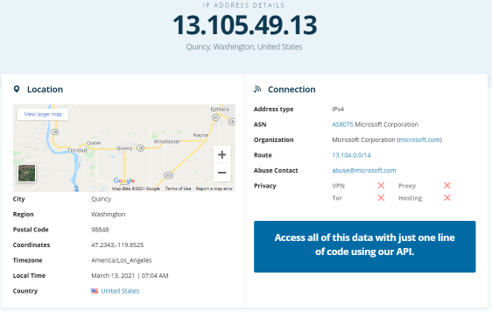 IP ADDRESS DETAILS
13.105.49.13
Quincy, Washington, United States
Location
View larger map
Ephrata
Naylor
Winchester
Quincy
Crater
Trinidad
28
28
Google
Map data ©2021 Google Terms of Use Report a map error
City Quincy
Region Washington
Postal Code 98848
Coordinates 47.2343,-119.8525
Timezone America/Los_Angeles
Local Time March 13, 2021 | 07:04 AM
Country United States
Connection
Address type IPv4
ASN AS8075 Microsoft Corporation
Organization Microsoft Corporation (microsoft.com)
Route 13.104.0.0/14
Abuse Contact abuse@microsoft.com
Privacy VPN Proxy
Tor Hosting
Access all of this data with just one line
of code using our API.